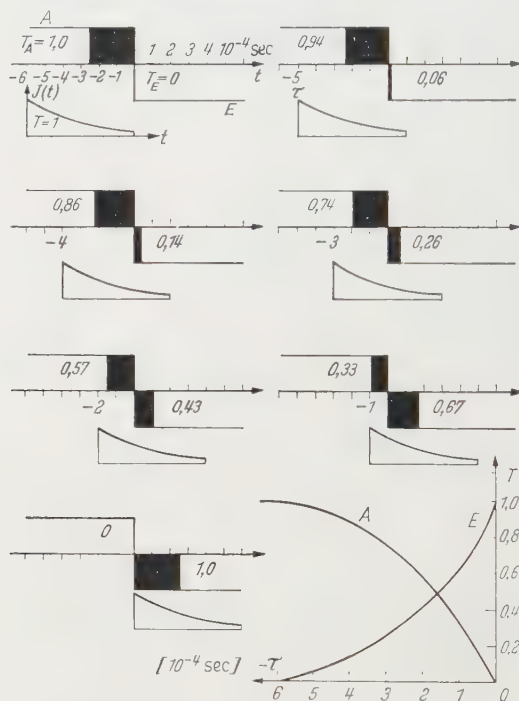 A
T_A = 1,0
1 2 3 4 10⁻⁴ sec
-6 -5 -4 -3 -2 -1
T_E = 0
t
J(t)
T = 1
E
t
0,94
-5
t
τ
0,06
0,86
-4
0,14
0,74
-3
0,26
0,57
-2
0,43
0,33
-1
0,67
0
1,0
[10⁻⁴ sec]
A
E
T
1,0
0,8
0,6
0,4
0,2
-τ
6 5 4 3 2 1 0